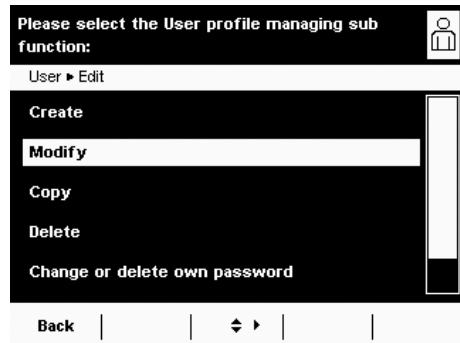 Please select the User profile managing sub
function:
User ▸ Edit
Create
Modify
Copy
Delete
Change or delete own password
Back